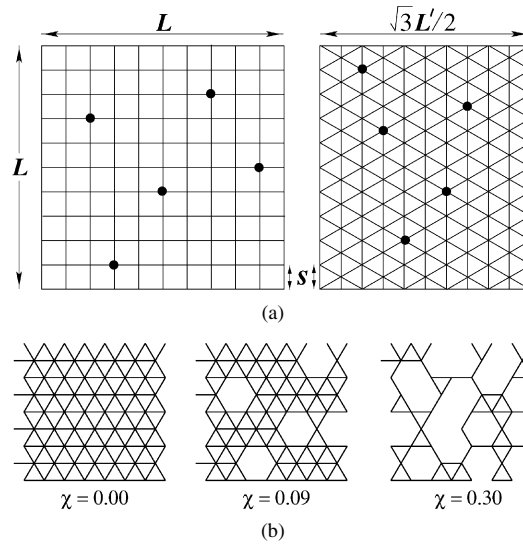 L
√3L'/2
L
s
(a)
χ = 0.00
χ = 0.09
χ = 0.30
(b)